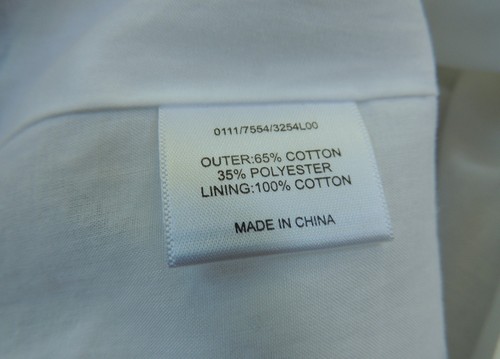 0111/7554/3254L00
OUTER:65% COTTON
35% POLYESTER
LINING:100% COTTON
MADE IN CHINA